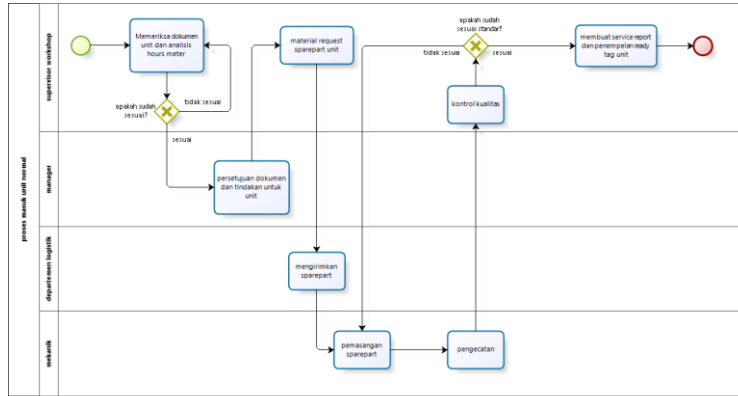 proses masuk unit normal
supervisor workshop
Memeriksa dokumen
unit dan analisis
hours meter
apakah sudah
sesuai?
tidak sesuai
sesuai
material request
sparepart unit
apakah sudah
sesuai standar?
tidak sesuai
sesuai
kontrol kualitas
membuat service report
dan penempelan ready
tag unit
manager
persetujuan dokumen
dan tindakan untuk
unit
departemen logistik
mengirimkan
sparepart
mekanik
pemasangan
sparepart
pengecatan